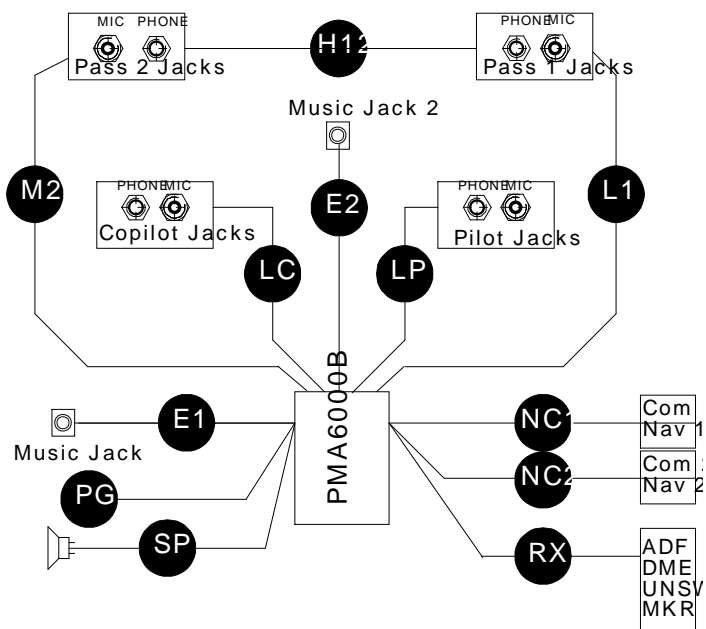 MIC PHONE
Pass 2 Jacks
H12
PHONE MIC
Pass 1 Jacks
Music Jack 2
M2
PHONE MIC
Copilot Jacks
E2
PHONE MIC
Pilot Jacks
L1
LC
LP
PMA6000B
E1
Music Jack
NC1
Com
Nav 1
PG
NC2
Com 2
Nav 2
SP
RX
ADF
DME
UNSW
MKR